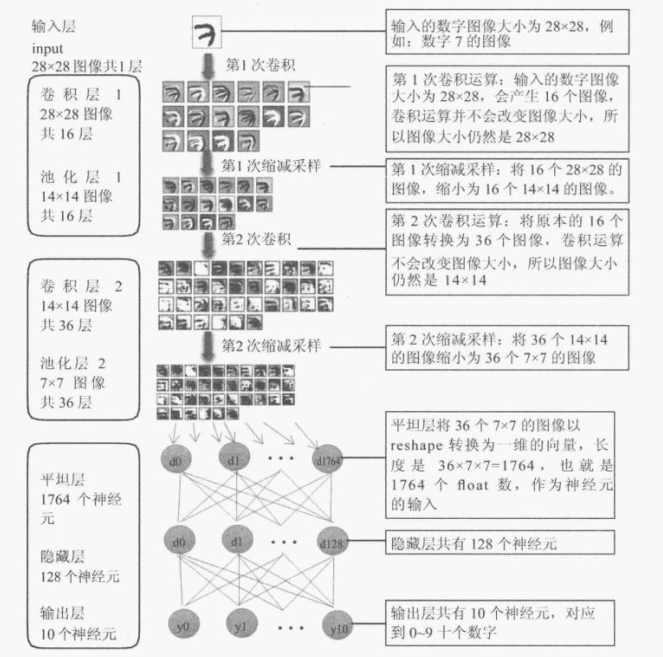 输入层
input
28×28图像共1层
输入的数字图像大小为 28×28，例
如：数字 7 的图像
第1次卷积
卷 积 层 1
28×28 图像
共 16 层
第 1 次卷积运算：输入的数字图像
大小为 28×28，会产生 16 个图像，
卷积运算并不会改变图像大小，所
以图像大小仍然是 28×28
第1次缩减采样
池化层 1
14×14 图像
共 16 层
第 1 次缩减采样：将 16 个 28×28 的
图像，缩小为 16 个 14×14 的图像。
第2次卷积
第 2 次卷积运算：将原本的 16 个
图像转换为 36 个图像，卷积运算
不会改变图像大小，所以图像大小
仍然是 14×14
卷 积 层 2
14×14 图像
共 36 层
第2次缩减采样
池化层 2
7×7 图像
共 36 层
第 2 次缩减采样：将 36 个 14×14
的图像缩小为 36 个 7×7 的图像
平坦层将 36 个 7×7 的图像以
reshape 转换为一维的向量，长
度是 36×7×7=1764，也就是
1764 个 float 数，作为神经元
的输入
d0 d1 ··· d1764
平坦层
1764 个神经
元
d0 d1 ··· d128
隐藏层
128 个神经元
隐藏层共有 128 个神经元
输出层
10 个神经元
y0 y1 ··· y10
输出层共有 10 个神经元，对应
到 0~9 十个数字